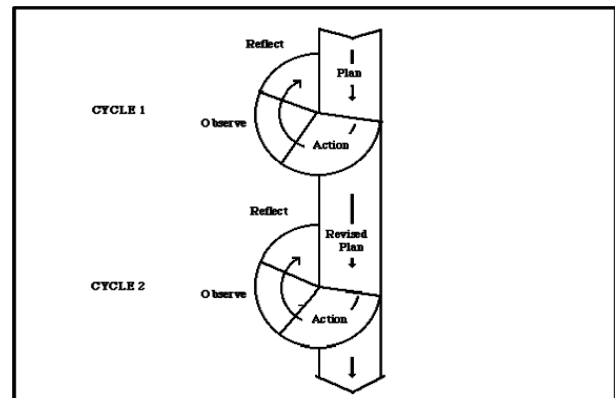 Reflect
Plan
CYCLE 1
Observe
Action
Reflect
Revised
Plan
CYCLE 2
Observe
Action